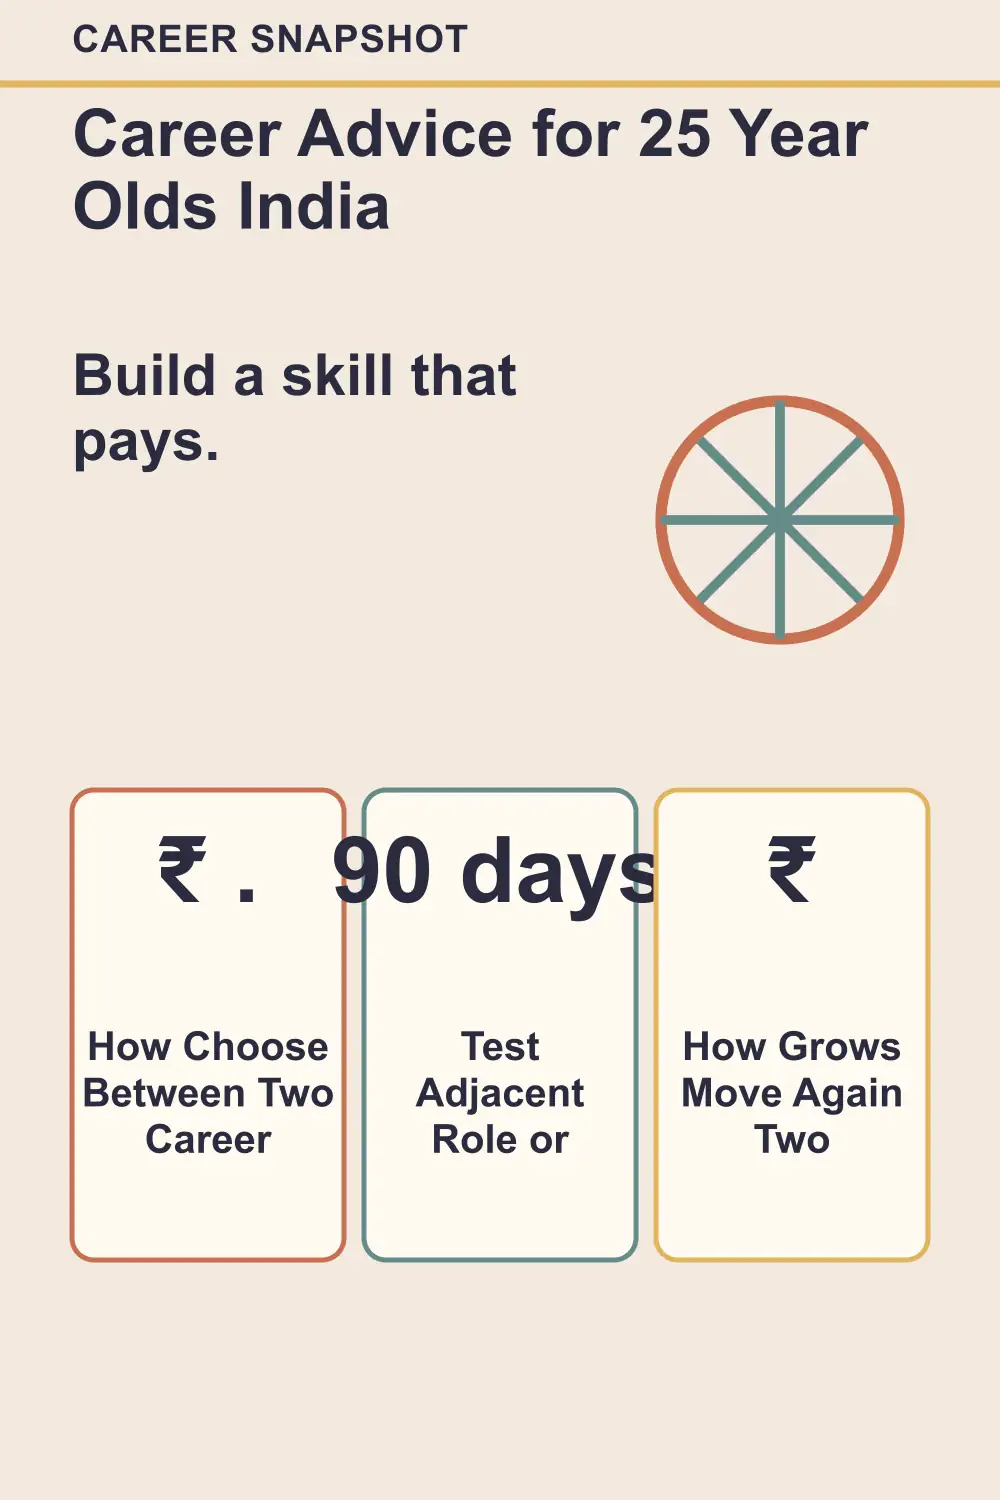 CAREER SNAPSHOT
Career Advice for 25 Year
Olds India
Build a skill that
pays.
₹ .
90 days
₹
How Choose
Between Two
Career
Test
Adjacent
Role or
How Grows
Move Again
Two